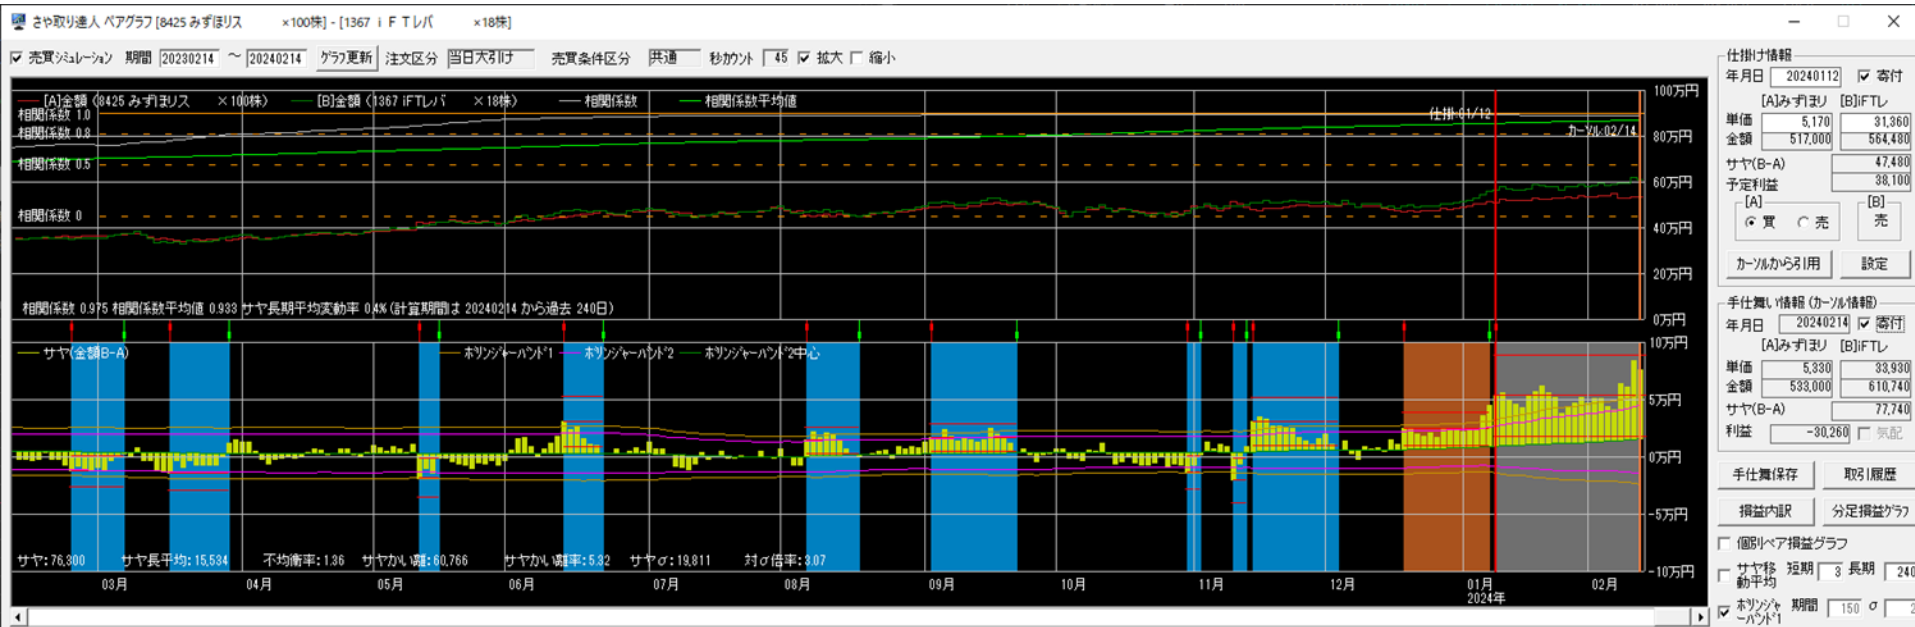 さや取り達人 ペアグラフ [8425 みずほリス ×100株] - [1367 ｉＦＴレバ ×18株]
売買ｼﾐｭﾚｰｼｮﾝ 期間 20230214 ～ 20240214 ｸﾞﾗﾌ更新 注文区分 当日大引け 売買条件区分 共通 秒ｶｳﾝﾄ 45 拡大 縮小
[A]金額 (8425 みずほリス ×100株) [B]金額 (1367 iFTレバ ×18株) 相関係数 相関係数平均値
相関係数 1.0
相関係数 0.8
相関係数 0.5
相関係数 0
仕掛:01/12
ｶｰｿﾙ:02/14
100万円
80万円
60万円
40万円
20万円
0万円
相関係数 0.975 相関係数平均値 0.933 サヤ長期平均変動率 0.4% (計算期間は 20240214 から過去 240日)
サヤ(金額B-A) ﾎﾞﾘﾝｼﾞｬｰﾊﾞﾝﾄﾞ1 ﾎﾞﾘﾝｼﾞｬｰﾊﾞﾝﾄﾞ2 ﾎﾞﾘﾝｼﾞｬｰﾊﾞﾝﾄﾞ2中心
10万円
5万円
0万円
-5万円
-10万円
サヤ:76,300 サヤ長平均:15,534 不均衡率:1.36 サヤかい離:60,766 サヤかい離率:5.32 サヤσ:19,811 対σ倍率:3.07
03月 04月 05月 06月 07月 08月 09月 10月 11月 12月 01月 02月
2024年
仕掛け情報
年月日 20240112 寄付
[A]みずほリ [B]iFTレ
単価 5,170 31,360
金額 517,000 564,480
サヤ(B-A) 47,480
予定利益 38,100
[A] [B]
買 売 売
ｶｰｿﾙから引用 設定
手仕舞い情報 (ｶｰｿﾙ情報)
年月日 20240214 寄付
[A]みずほリ [B]iFTレ
単価 5,330 33,930
金額 533,000 610,740
サヤ(B-A) 77,740
利益 -30,260 気配
手仕舞保存 取引履歴
損益内訳 分足損益ｸﾞﾗﾌ
個別ペア損益グラフ
サヤ移動平均 短期 3 長期 240
ﾎﾞﾘﾝｼﾞｬｰﾊﾞﾝﾄﾞ1 期間 150 σ 2